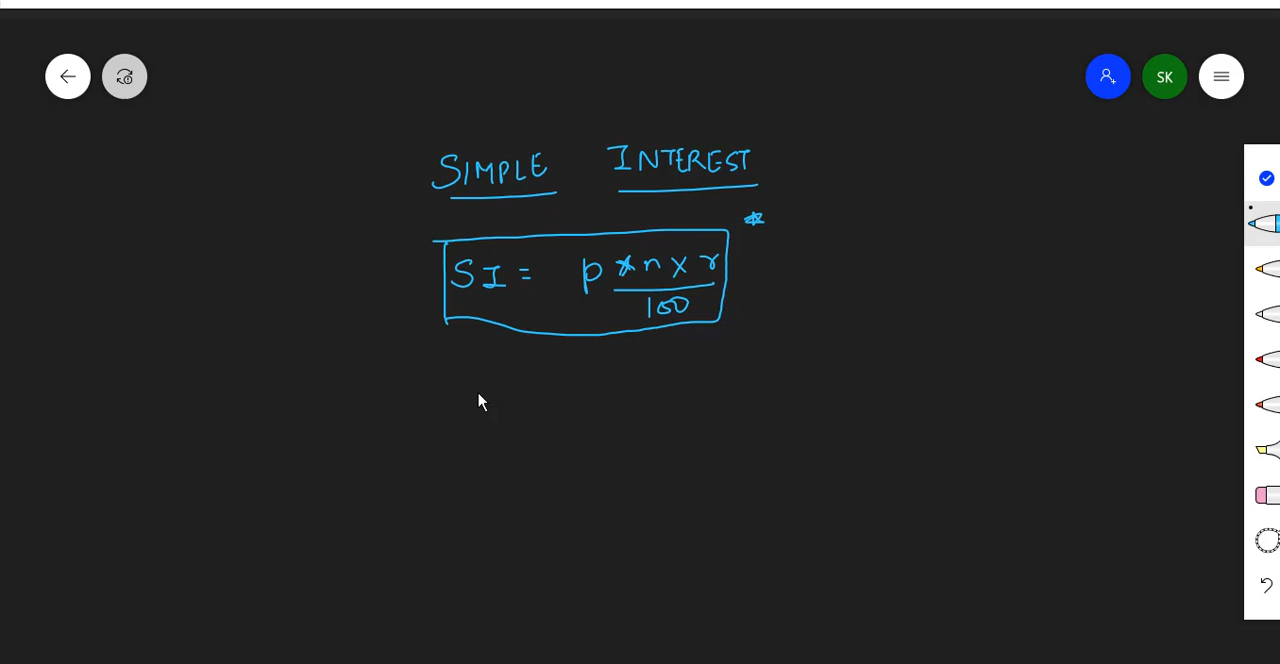 SK
SIMPLE INTEREST
*
SI = p * n x r
100